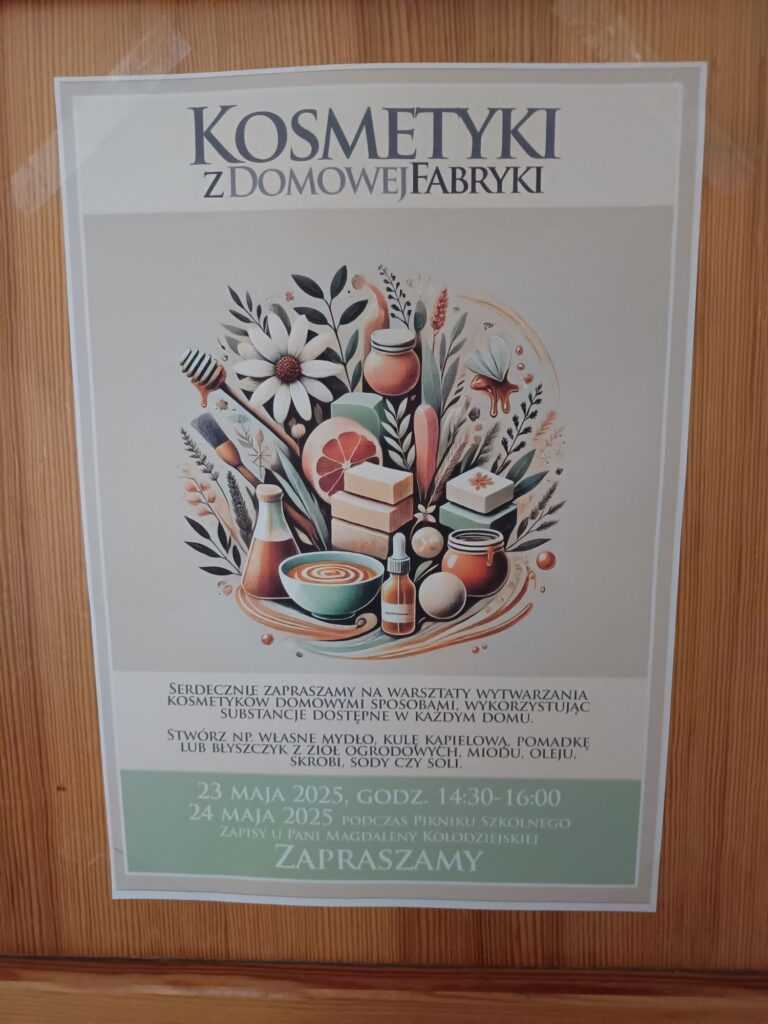 KOSMETYKI
Z DOMOWEJ FABRYKI
SERDECZNIE ZAPRASZAMY NA WARSZTATY WYTWARZANIA
KOSMETYKÓW DOMOWYMI SPOSOBAMI, WYKORZYSTUJĄC
SUBSTANCJE DOSTĘPNE W KAŻDYM DOMU.
STWÓRZ NP. WŁASNE MYDŁO, KULĘ KĄPIELOWĄ, POMADKĘ
LUB BŁYSZCZYK Z ZIÓŁ OGRODOWYCH, MIODU, OLEJU,
SKROBI, SODY CZY SOLI.
23 MAJA 2025, GODZ. 14:30-16:00
24 MAJA 2025 PODCZAS PIKNIKU SZKOLNEGO
ZAPISY U PANI MAGDALENY KOŁODZIEJSKIEJ
ZAPRASZAMY